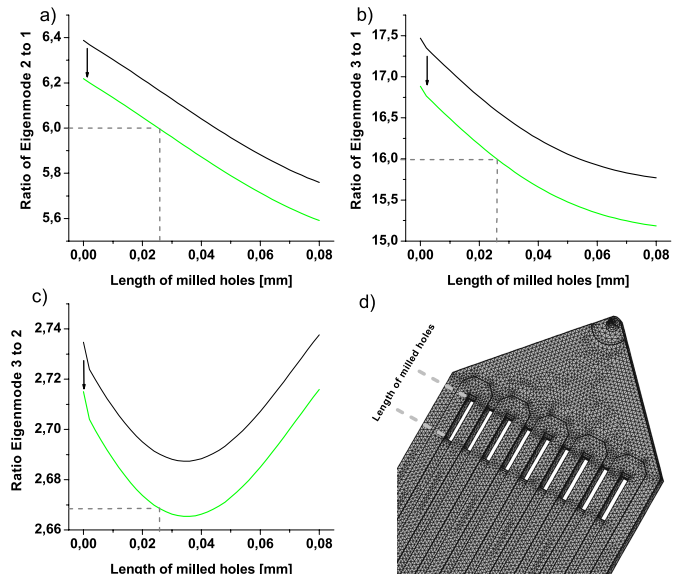 a)
6,4
6,2
6,0
5,8
5,6
0,00 0,02 0,04 0,06 0,08
Length of milled holes [mm]
Ratio of Eigenmode 2 to 1
b)
17,5
17,0
16,5
16,0
15,5
15,0
0,00 0,02 0,04 0,06 0,08
Length of milled holes [mm]
Ratio of Eigenmode 3 to 1
c)
2,74
2,72
2,70
2,68
2,66
0,00 0,02 0,04 0,06 0,08
Length of milled holes [mm]
Ratio Eigenmode 3 to 2
d)
Length of milled holes